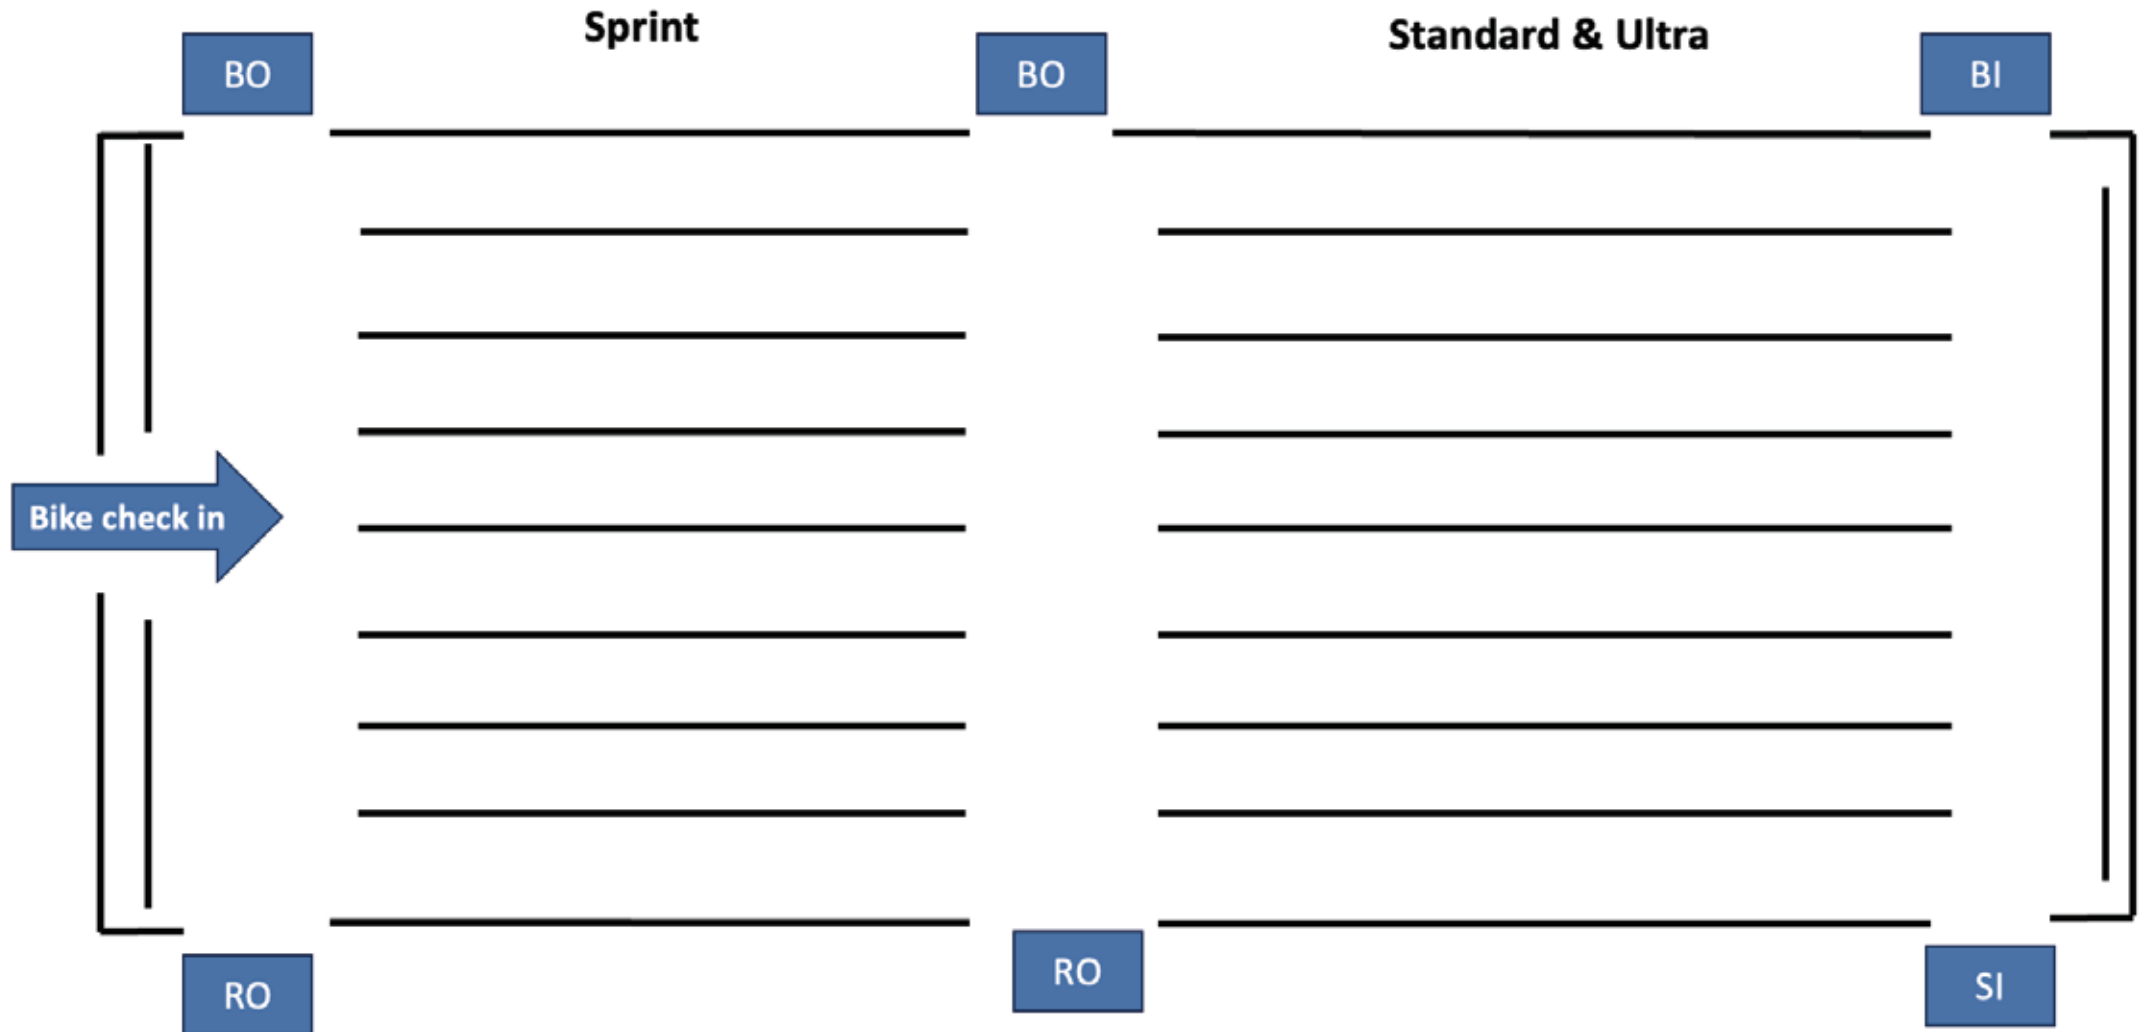 Sprint
Standard & Ultra
BO
BO
BI
Bike check in
RO
RO
SI